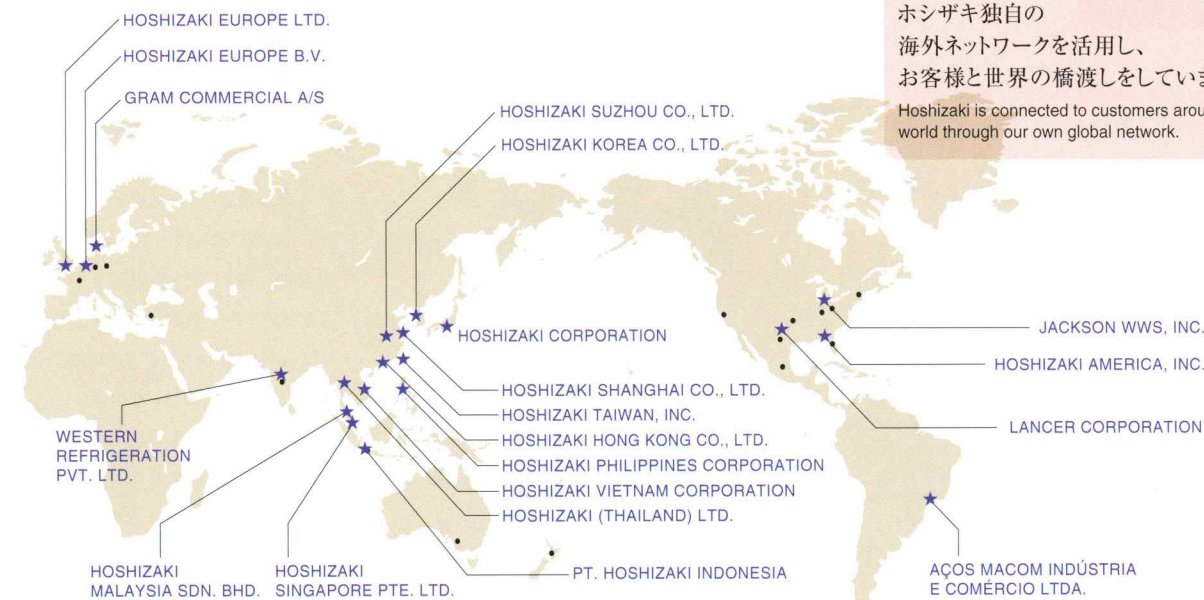 ホシザキ独自の
海外ネットワークを活用し、
お客様と世界の橋渡しをしていま
Hoshizaki is connected to customers arou
world through our own global network.
HOSHIZAKI EUROPE LTD.
HOSHIZAKI EUROPE B.V.
GRAM COMMERCIAL A/S
HOSHIZAKI SUZHOU CO., LTD.
HOSHIZAKI KOREA CO., LTD.
HOSHIZAKI CORPORATION
HOSHIZAKI SHANGHAI CO., LTD.
HOSHIZAKI TAIWAN, INC.
HOSHIZAKI HONG KONG CO., LTD.
HOSHIZAKI PHILIPPINES CORPORATION
HOSHIZAKI VIETNAM CORPORATION
HOSHIZAKI (THAILAND) LTD.
PT. HOSHIZAKI INDONESIA
WESTERN
REFRIGERATION
PVT. LTD.
HOSHIZAKI
MALAYSIA SDN. BHD.
HOSHIZAKI
SINGAPORE PTE. LTD.
JACKSON WWS, INC.
HOSHIZAKI AMERICA, INC.
LANCER CORPORATION
AÇOS MACOM INDÚSTRIA
E COMÉRCIO LTDA.